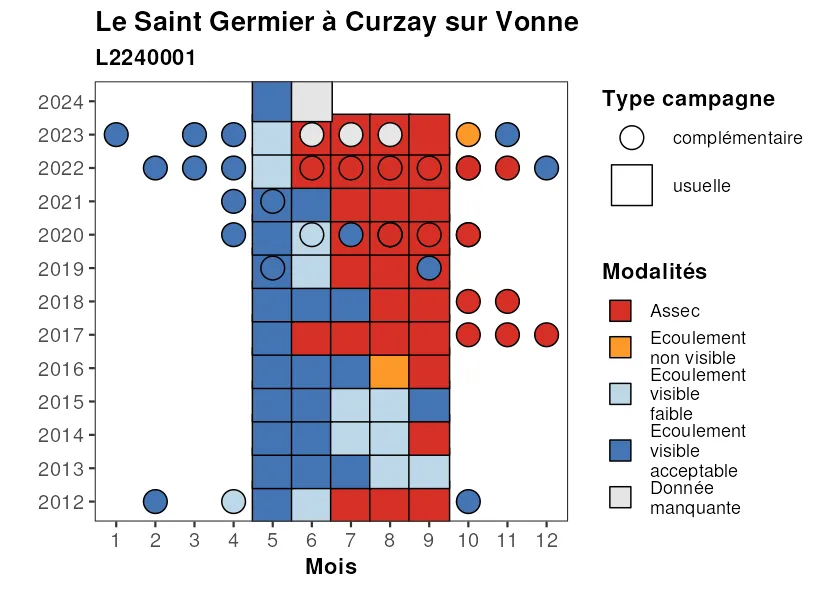 Le Saint Germier à Curzay sur Vonne
L2240001
2024
2023
2022
2021
2020
2019
2018
2017
2016
2015
2014
2013
2012
1 2 3 4 5 6 7 8 9 10 11 12
Mois
Type campagne
complémentaire
usuelle
Modalités
Assec
Ecoulement
non visible
Ecoulement
visible
faible
Ecoulement
visible
acceptable
Donnée
manquante